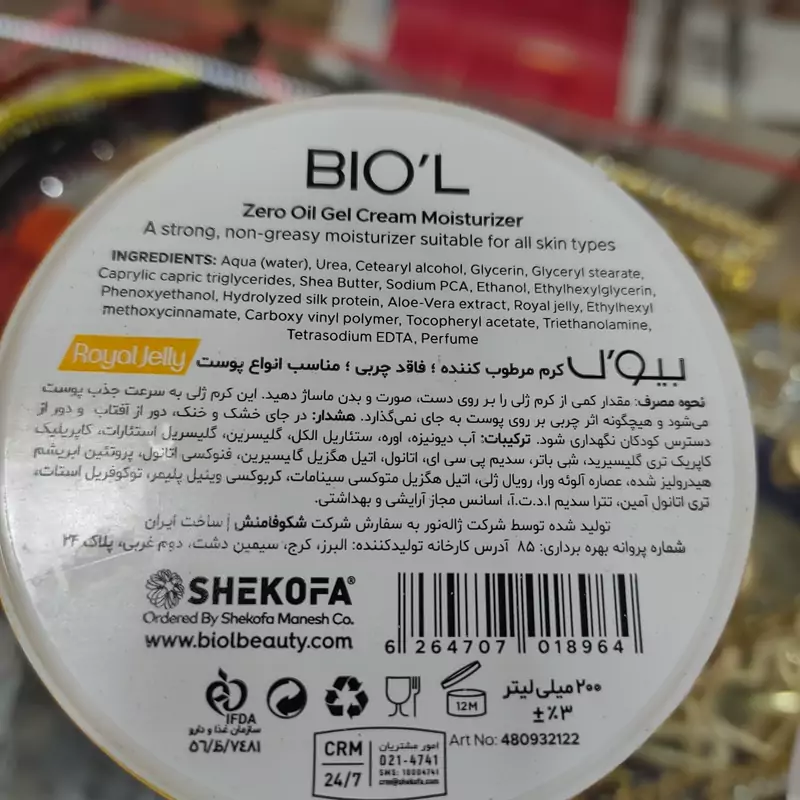 BIO'L
Zero Oil Gel Cream Moisturizer
A strong, non-greasy moisturizer suitable for all skin types
INGREDIENTS: Aqua (water), Urea, Cetearyl alcohol, Glycerin, Glyceryl stearate,
Caprylic capric triglycerides, Shea Butter, Sodium PCA, Ethanol, Ethylhexylglycerin,
Phenoxyethanol, Hydrolyzed silk protein, Aloe-Vera extract, Royal jelly, Ethylhexyl
methoxycinnamate, Carboxy vinyl polymer, Tocopheryl acetate, Triethanolamine,
Tetrasodium EDTA, Perfume
بیول کرم مرطوب کننده ؛ فاقد چربی ؛ مناسب انواع پوست Royal Jelly
نحوه مصرف: مقدار کمی از کرم ژلی را بر روی دست، صورت و بدن ماساژ دهید. این کرم ژلی به سرعت جذب پوست
می‌شود و هیچگونه اثر چربی بر روی پوست به جای نمی‌گذارد. هشدار: در جای خشک و خنک، دور از آفتاب و دور از
دسترس کودکان نگهداری شود. ترکیبات: آب دیونیزه، اوره، ستئاریل الکل، گلیسرین، گلیسریل استئارات، کاپریلیک
کاپریک تری گلیسیرید، شی باتر، سدیم پی سی ای، اتانول، اتیل هگزیل گلیسیرین، فنوکسی اتانول، پروتئین ابریشم
هیدرولیز شده، عصاره آلوئه ورا، رویال ژلی، اتیل هگزیل متوکسی سینامات، کربوکسی وینیل پلیمر، توکوفریل استات،
تری اتانول آمین، تترا سدیم ا.د.ت.آ، اسانس مجاز آرایشی و بهداشتی.
تولید شده توسط شرکت ژاله‌نور به سفارش شرکت شکوفامنش | ساخت ایران
شماره پروانه بهره برداری: ۸۵ آدرس کارخانه تولیدکننده: البرز، کرج، سیمین دشت، دوم غربی، پلاک ۲۴
SHEKOFA®
Ordered By Shekofa Manesh Co.
www.biolbeauty.com
6 264707 018964
IFDA
سازمان غذا و دارو
۵۶/ظ/۷۴۸۱
12M
۲۰۰ میلی لیتر
±٪۳
Art No: 480932122
CRM
24/7
امور مشتریان
021-4741
SMS: 10004741
crm@shekofa.com